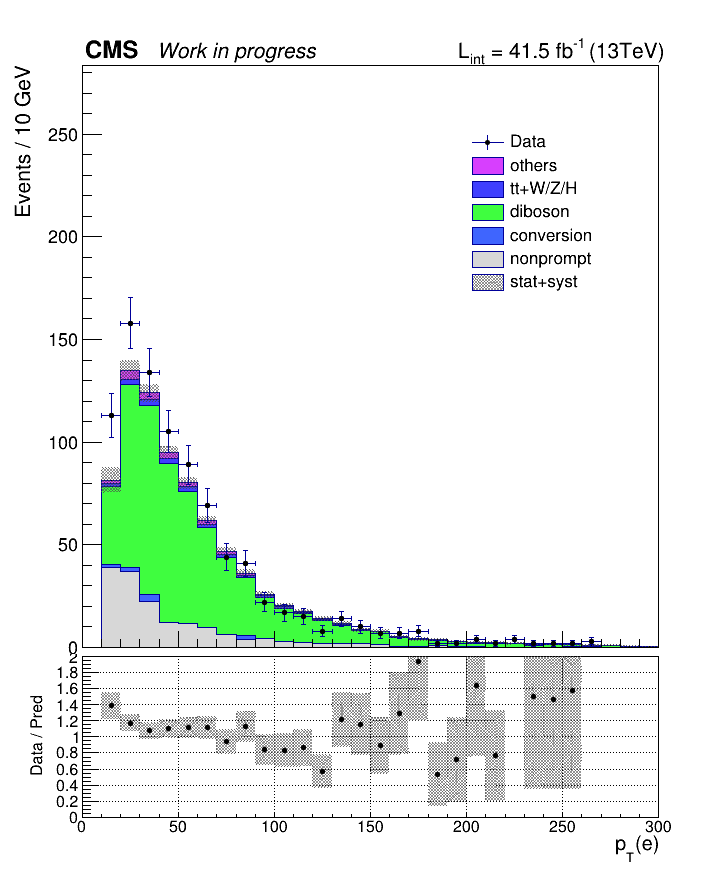 CMS Work in progress L_int = 41.5 fb^-1 (13TeV)
Events / 10 GeV
250
200
150
100
50
0
Data
others
tt+W/Z/H
diboson
conversion
nonprompt
stat+syst
Data / Pred
2
1.8
1.6
1.4
1.2
1
0.8
0.6
0.4
0.2
0
0 50 100 150 200 250 300
p_T(e)